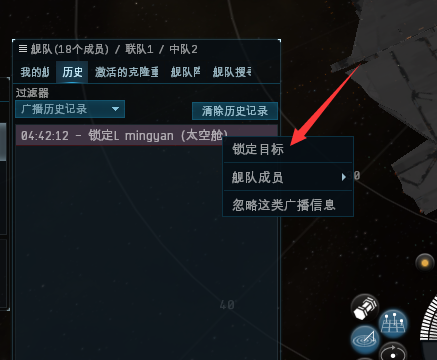 舰队(18个成员) / 联队1 / 中队2
我的舰 历史 激活的克隆重 舰队阵 舰队搜寻
过滤器
广播历史记录 清除历史记录
04:42:12 - 锁定L mingyan (太空舱)
锁定目标
舰队成员
忽略这类广播信息
40